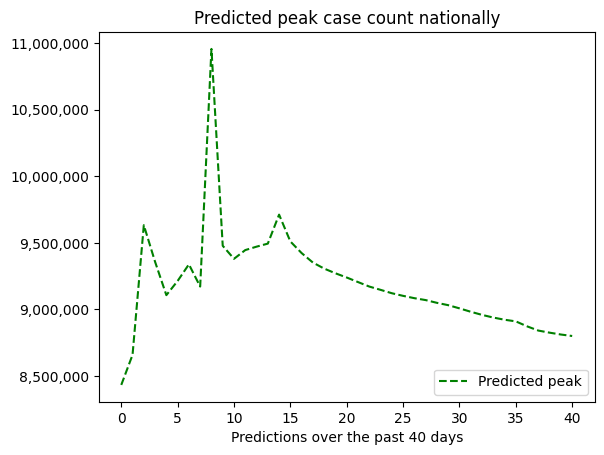 Predicted peak case count nationally
11,000,000
10,500,000
10,000,000
9,500,000
9,000,000
8,500,000
Predicted peak
0 5 10 15 20 25 30 35 40
Predictions over the past 40 days